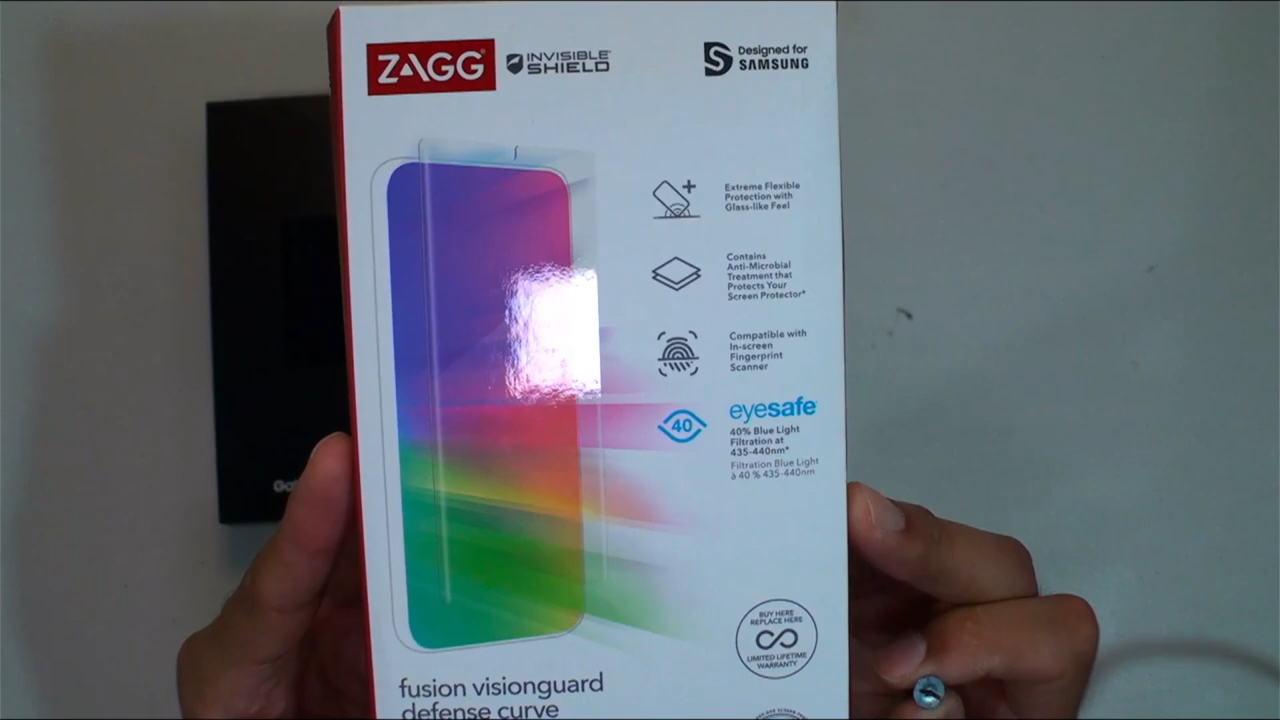 ZAGG
INVISIBLE
SHIELD
Designed for
SAMSUNG
Extreme Flexible
Protection with
Glass-like Feel
Contains
Anti-Microbial
Treatment that
Protects Your
Screen Protector*
Compatible with
In-screen
Fingerprint
Scanner
40
eyesafe
40% Blue Light
Filtration at
435-440nm*
Filtration Blue Light
à 40 % 435-440nm
BUY HERE
REPLACE HERE
LIMITED LIFETIME
WARRANTY
fusion visionguard
defense curve